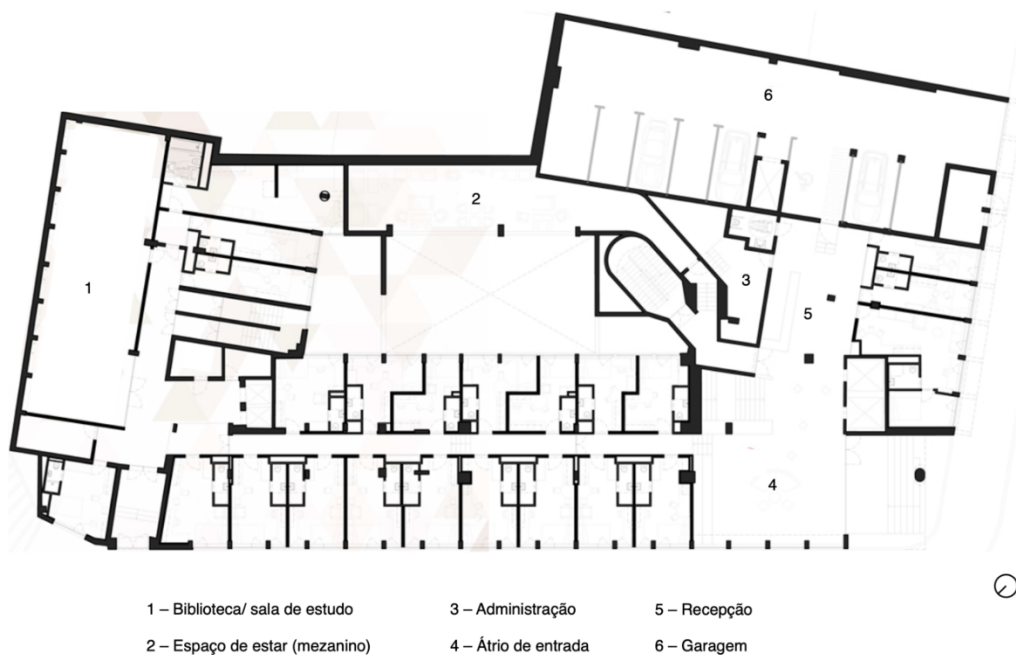 6
2
3
1
5
4
1 – Biblioteca/ sala de estudo
3 – Administração
5 – Recepção
2 – Espaço de estar (mezanino)
4 – Átrio de entrada
6 – Garagem